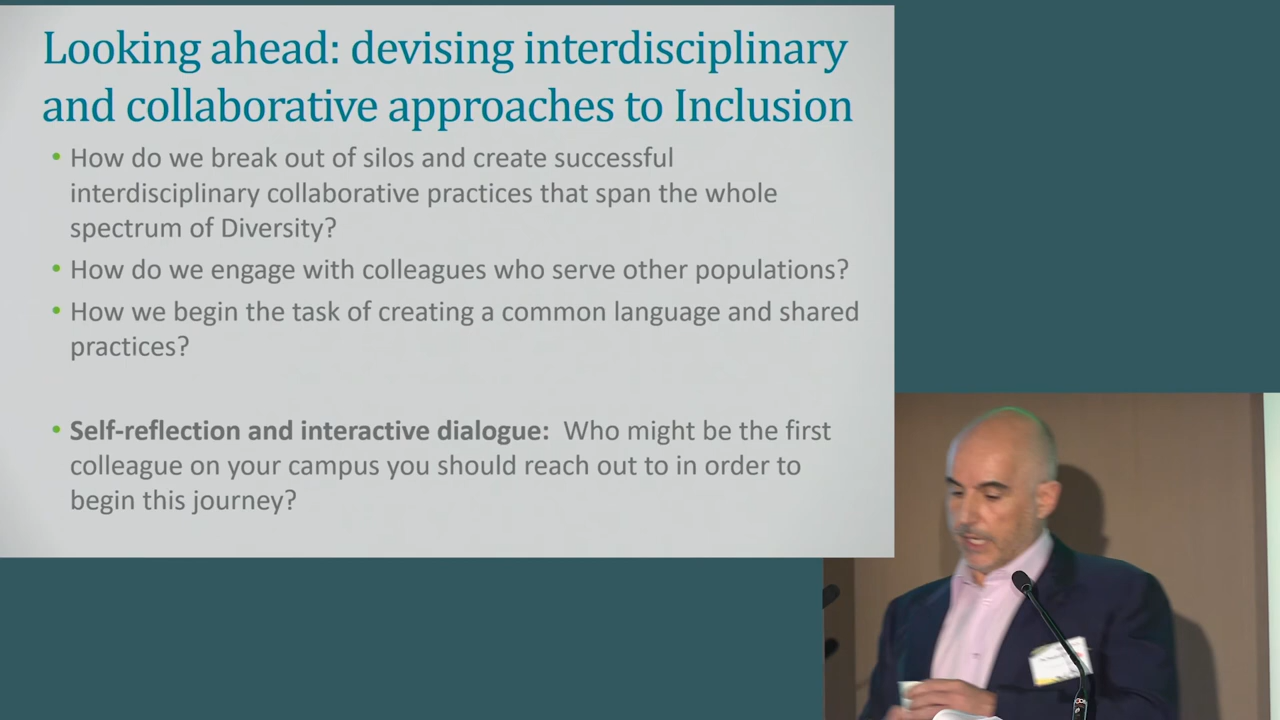 Looking ahead: devising interdisciplinary
and collaborative approaches to Inclusion
• How do we break out of silos and create successful
interdisciplinary collaborative practices that span the whole
spectrum of Diversity?
• How do we engage with colleagues who serve other populations?
• How we begin the task of creating a common language and shared
practices?
• Self-reflection and interactive dialogue: Who might be the first
colleague on your campus you should reach out to in order to
begin this journey?